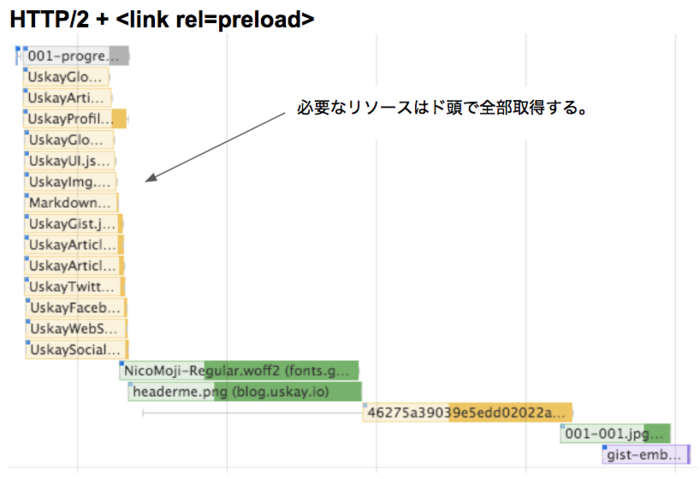 HTTP/2 + <link rel=preload>
001-progre...
UskayGlo...
UskayArti...
必要なリソースはド頭で全部取得する。
UskayProfil...
UskayGlo...
UskayUI.js...
UskayImg....
Markdown...
UskayGist.j...
UskayArticl...
UskayArticl...
UskayTwitt...
UskayFaceb...
UskayWebS...
UskaySocial...
NicoMoji-Regular.woff2 (fonts.g...
headerme.png (blog.uskay.io)
46275a39039e5edd02022a...
001-001.jpg...
gist-emb...